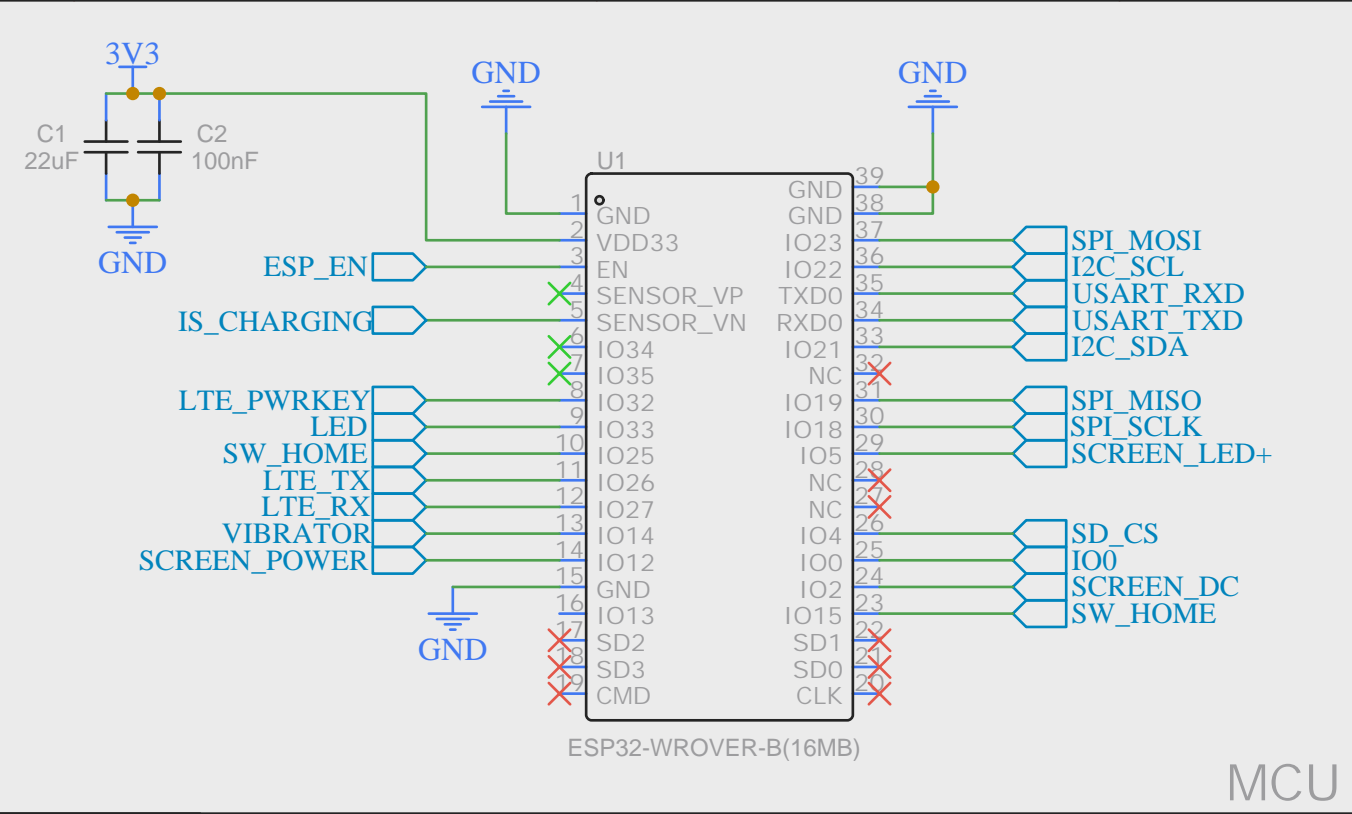 3V3
C1
22uF
C2
100nF
GND
GND
GND
U1
1 GND
2 VDD33
ESP_EN 3 EN
4 SENSOR_VP
IS_CHARGING 5 SENSOR_VN
6 IO34
7 IO35
LTE_PWRKEY 8 IO32
LED 9 IO33
SW_HOME 10 IO25
LTE_TX 11 IO26
LTE_RX 12 IO27
VIBRATOR 13 IO14
SCREEN_POWER 14 IO12
15 GND
16 IO13
GND
17 SD2
18 SD3
19 CMD
GND 39
GND 38
IO23 37 SPI_MOSI
IO22 36 I2C_SCL
TXD0 35 USART_RXD
RXD0 34 USART_TXD
IO21 33 I2C_SDA
NC 32
IO19 31 SPI_MISO
IO18 30 SPI_SCLK
IO5 29 SCREEN_LED+
NC 28
NC 27
IO4 26 SD_CS
IO0 25 IO0
IO2 24 SCREEN_DC
IO15 23 SW_HOME
SD1 22
SD0 21
CLK 20
ESP32-WROVER-B(16MB)
MCU